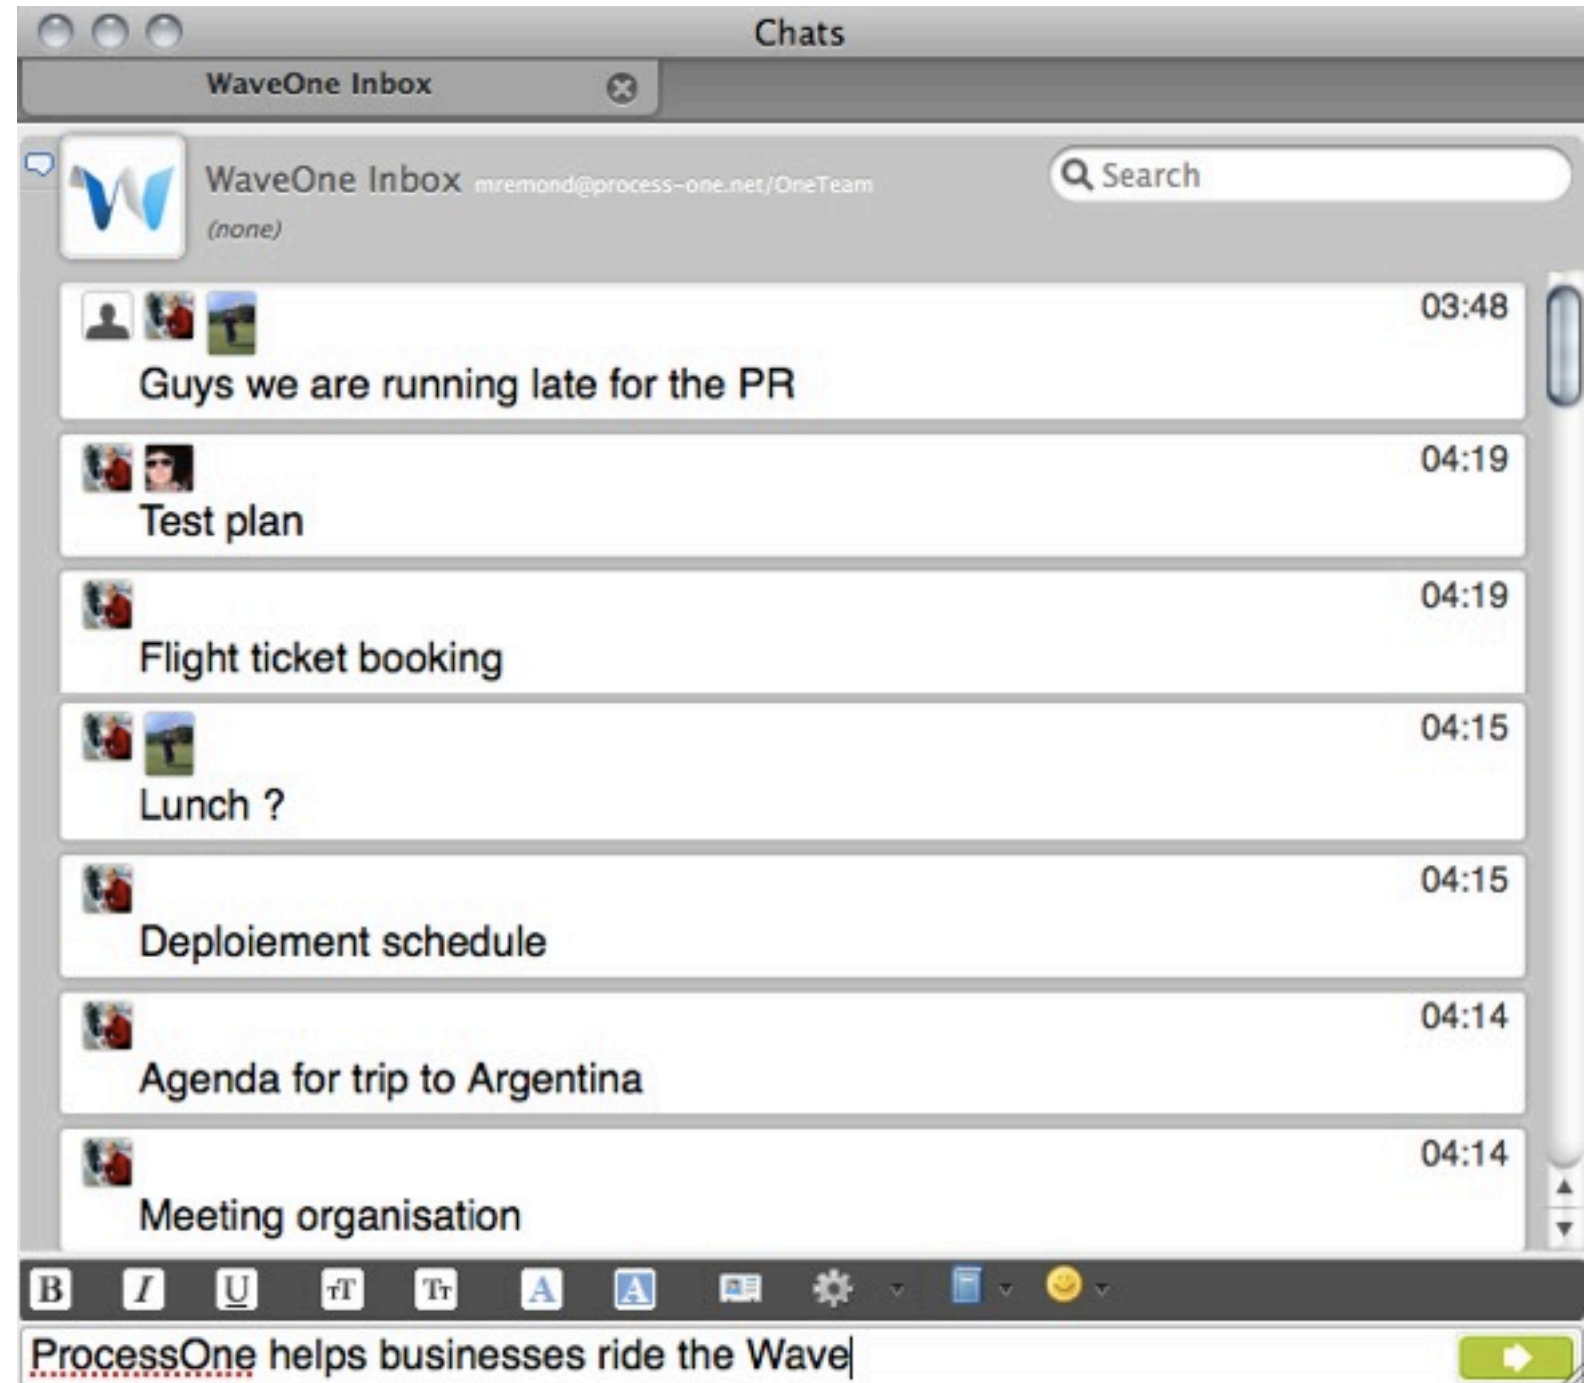 Chats
WaveOne Inbox
WaveOne Inbox mremond@process-one.net/OneTeam
Search
(none)
03:48
Guys we are running late for the PR
04:19
Test plan
04:19
Flight ticket booking
04:15
Lunch ?
04:15
Deploiement schedule
04:14
Agenda for trip to Argentina
04:14
Meeting organisation
B I U TT TT A A
ProcessOne helps businesses ride the Wave